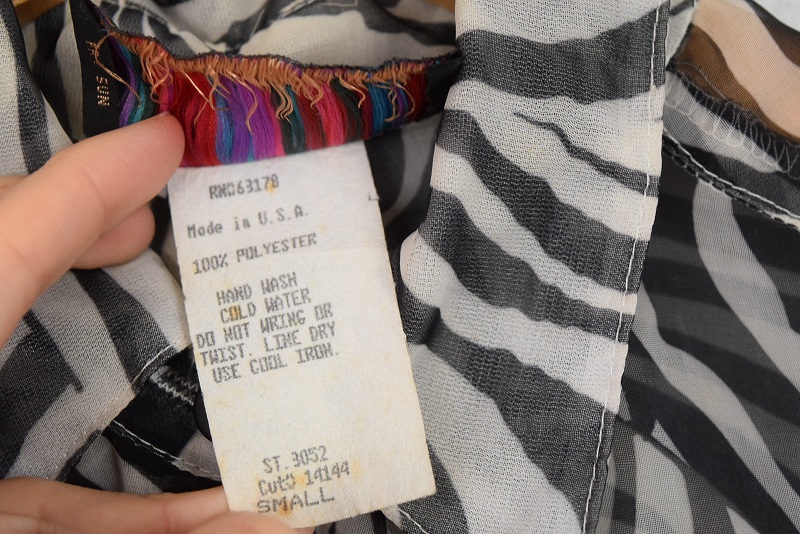 SUN
RN063178
Made in U.S.A.
100% POLYESTER
HAND WASH
COLD WATER
DO NOT WRING OR
TWIST. LINE DRY
USE COOL IRON.
ST.3052
Cut) 14144
SMALL